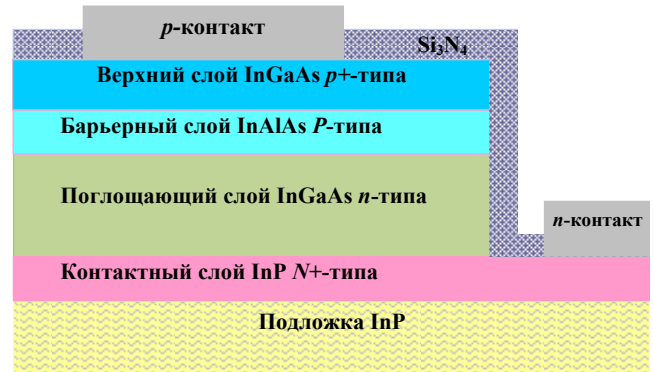 p-контакт
Si₃N₄
Верхний слой InGaAs p+-типа
Барьерный слой InAlAs P-типа
Поглощающий слой InGaAs n-типа
n-контакт
Контактный слой InP N+-типа
Подложка InP